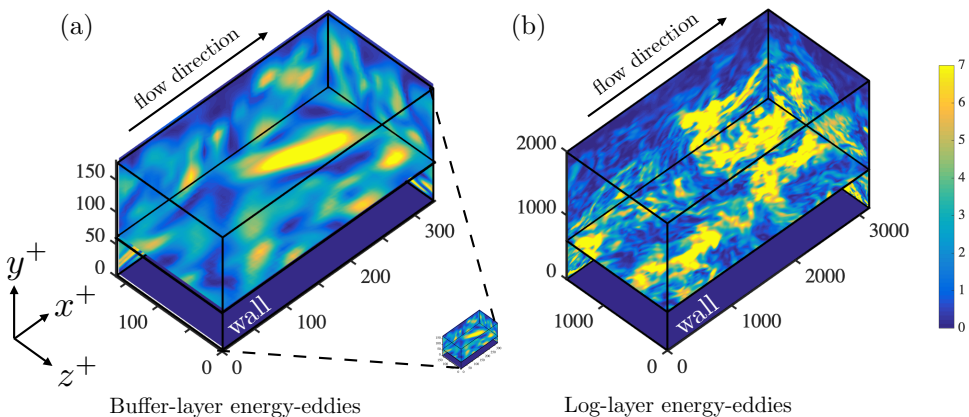 (a)
flow direction
150
100
50
0
100
0
0
100
200
300
wall
y+
x+
z+
Buffer-layer energy-eddies
(b)
flow direction
2000
1000
0
1000
0
0
1000
2000
3000
wall
Log-layer energy-eddies
7
6
5
4
3
2
1
0